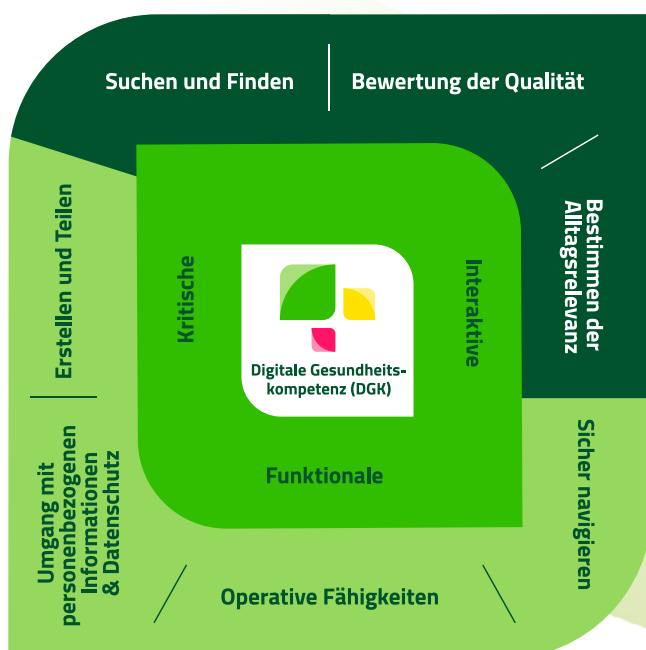 Suchen und Finden
Bewertung der Qualität
Bestimmen der
Alltagsrelevanz
Sicher navigieren
Operative Fähigkeiten
Umgang mit
personenbezogenen
Informationen
& Datenschutz
Erstellen und Teilen
Kritische
Interaktive
Funktionale
Digitale Gesundheits-
kompetenz (DGK)